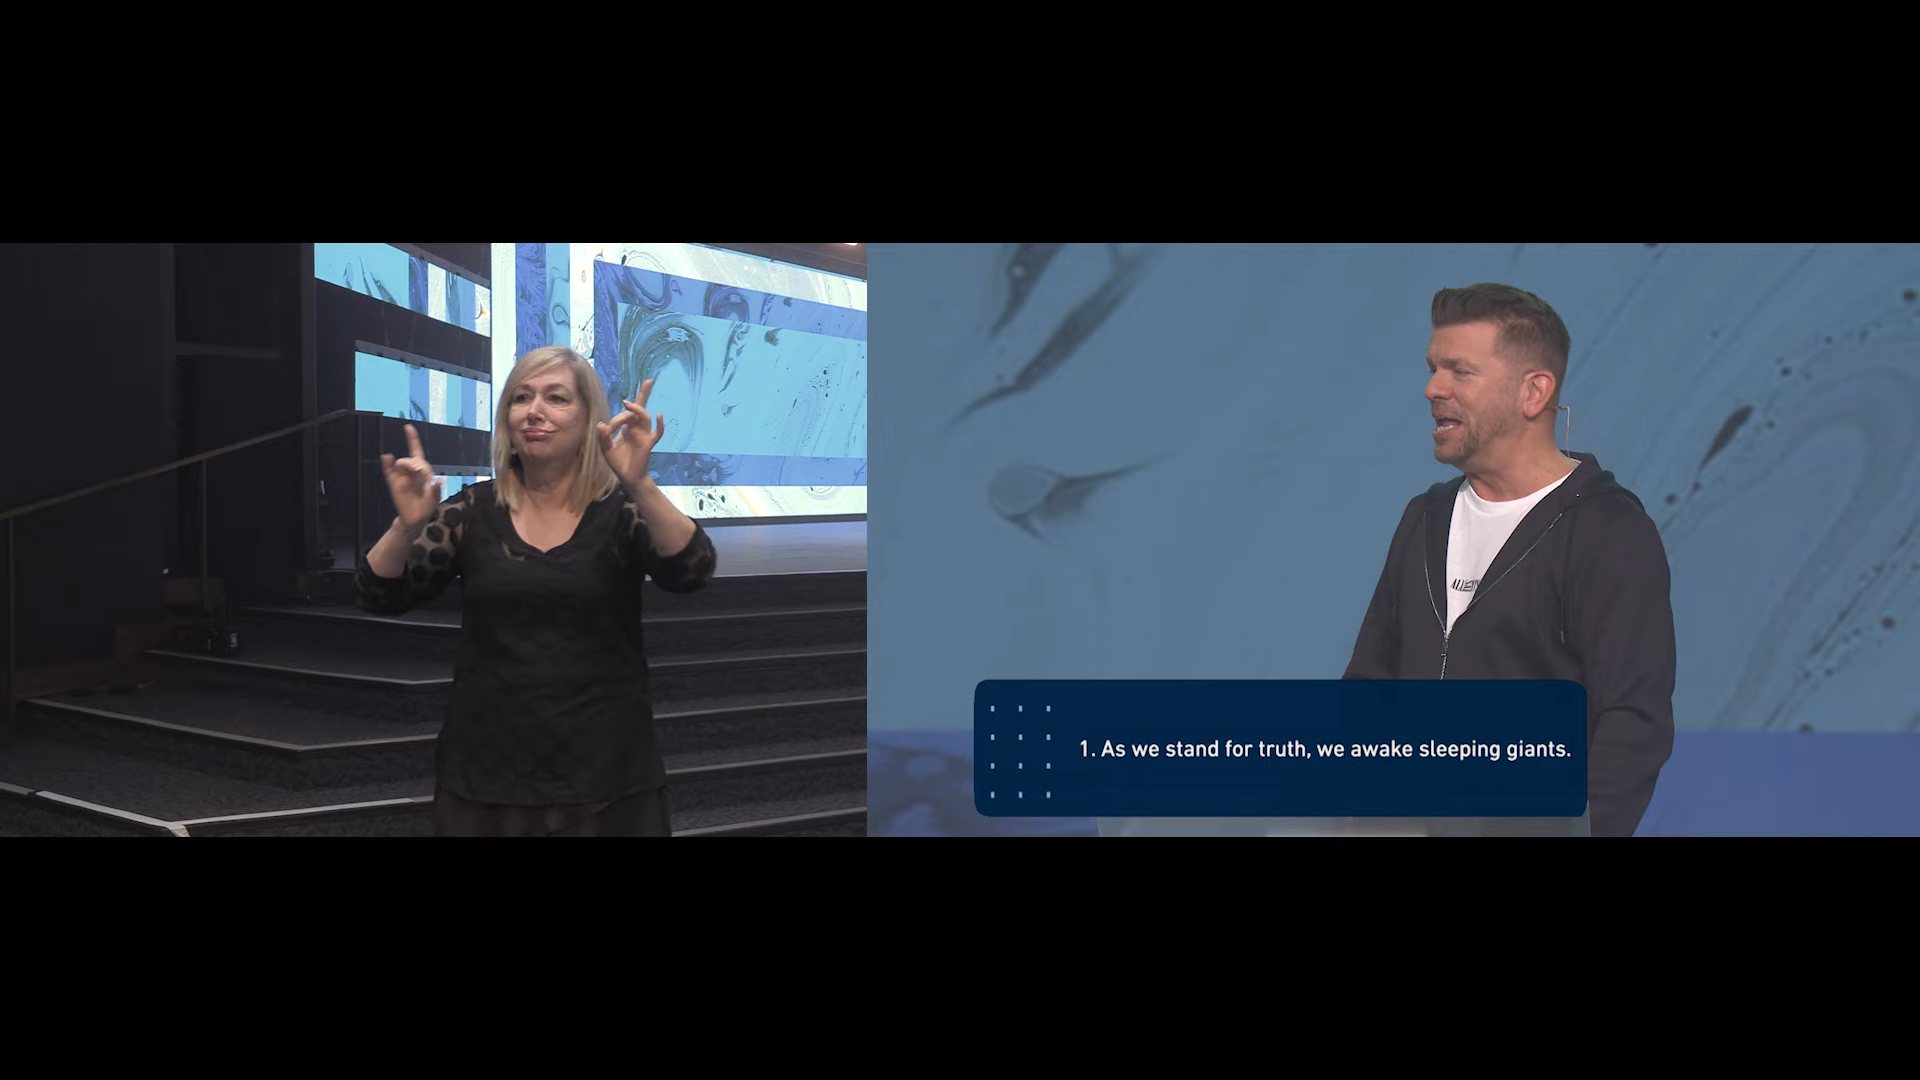 1. As we stand for truth, we awake sleeping giants.